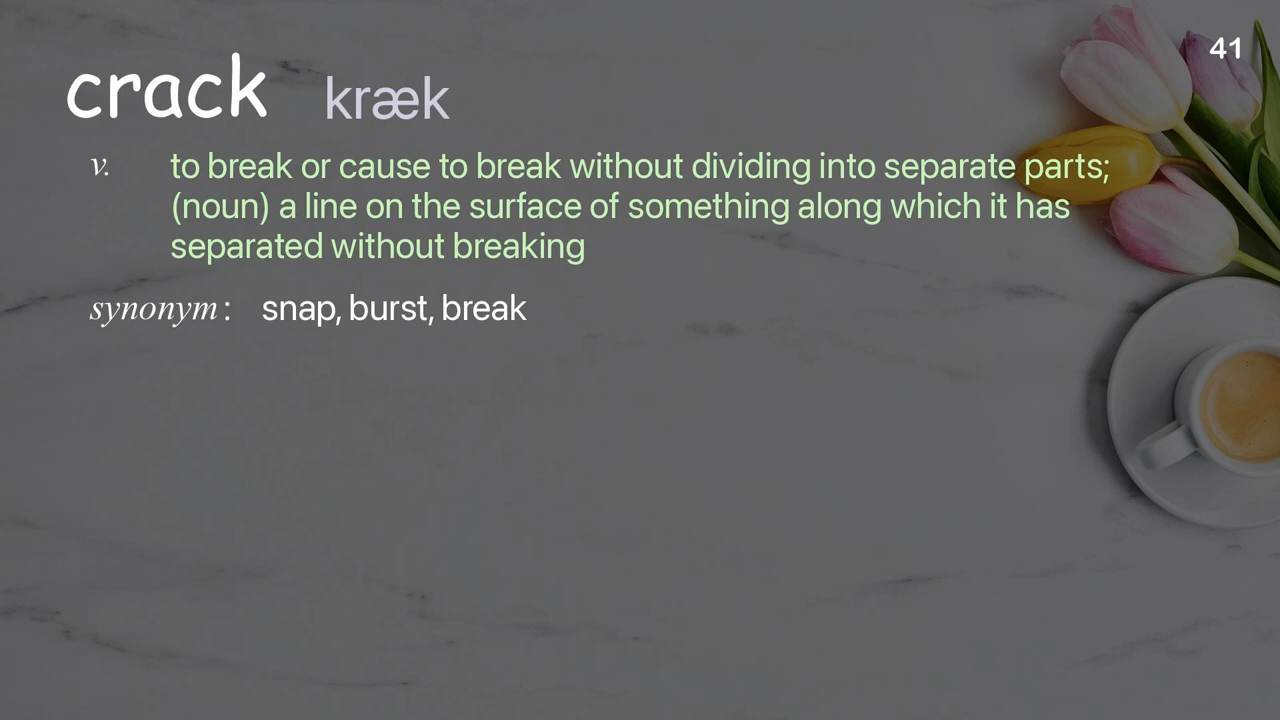 41
crack kræk
v. to break or cause to break without dividing into separate parts;
(noun) a line on the surface of something along which it has
separated without breaking
synonym: snap, burst, break